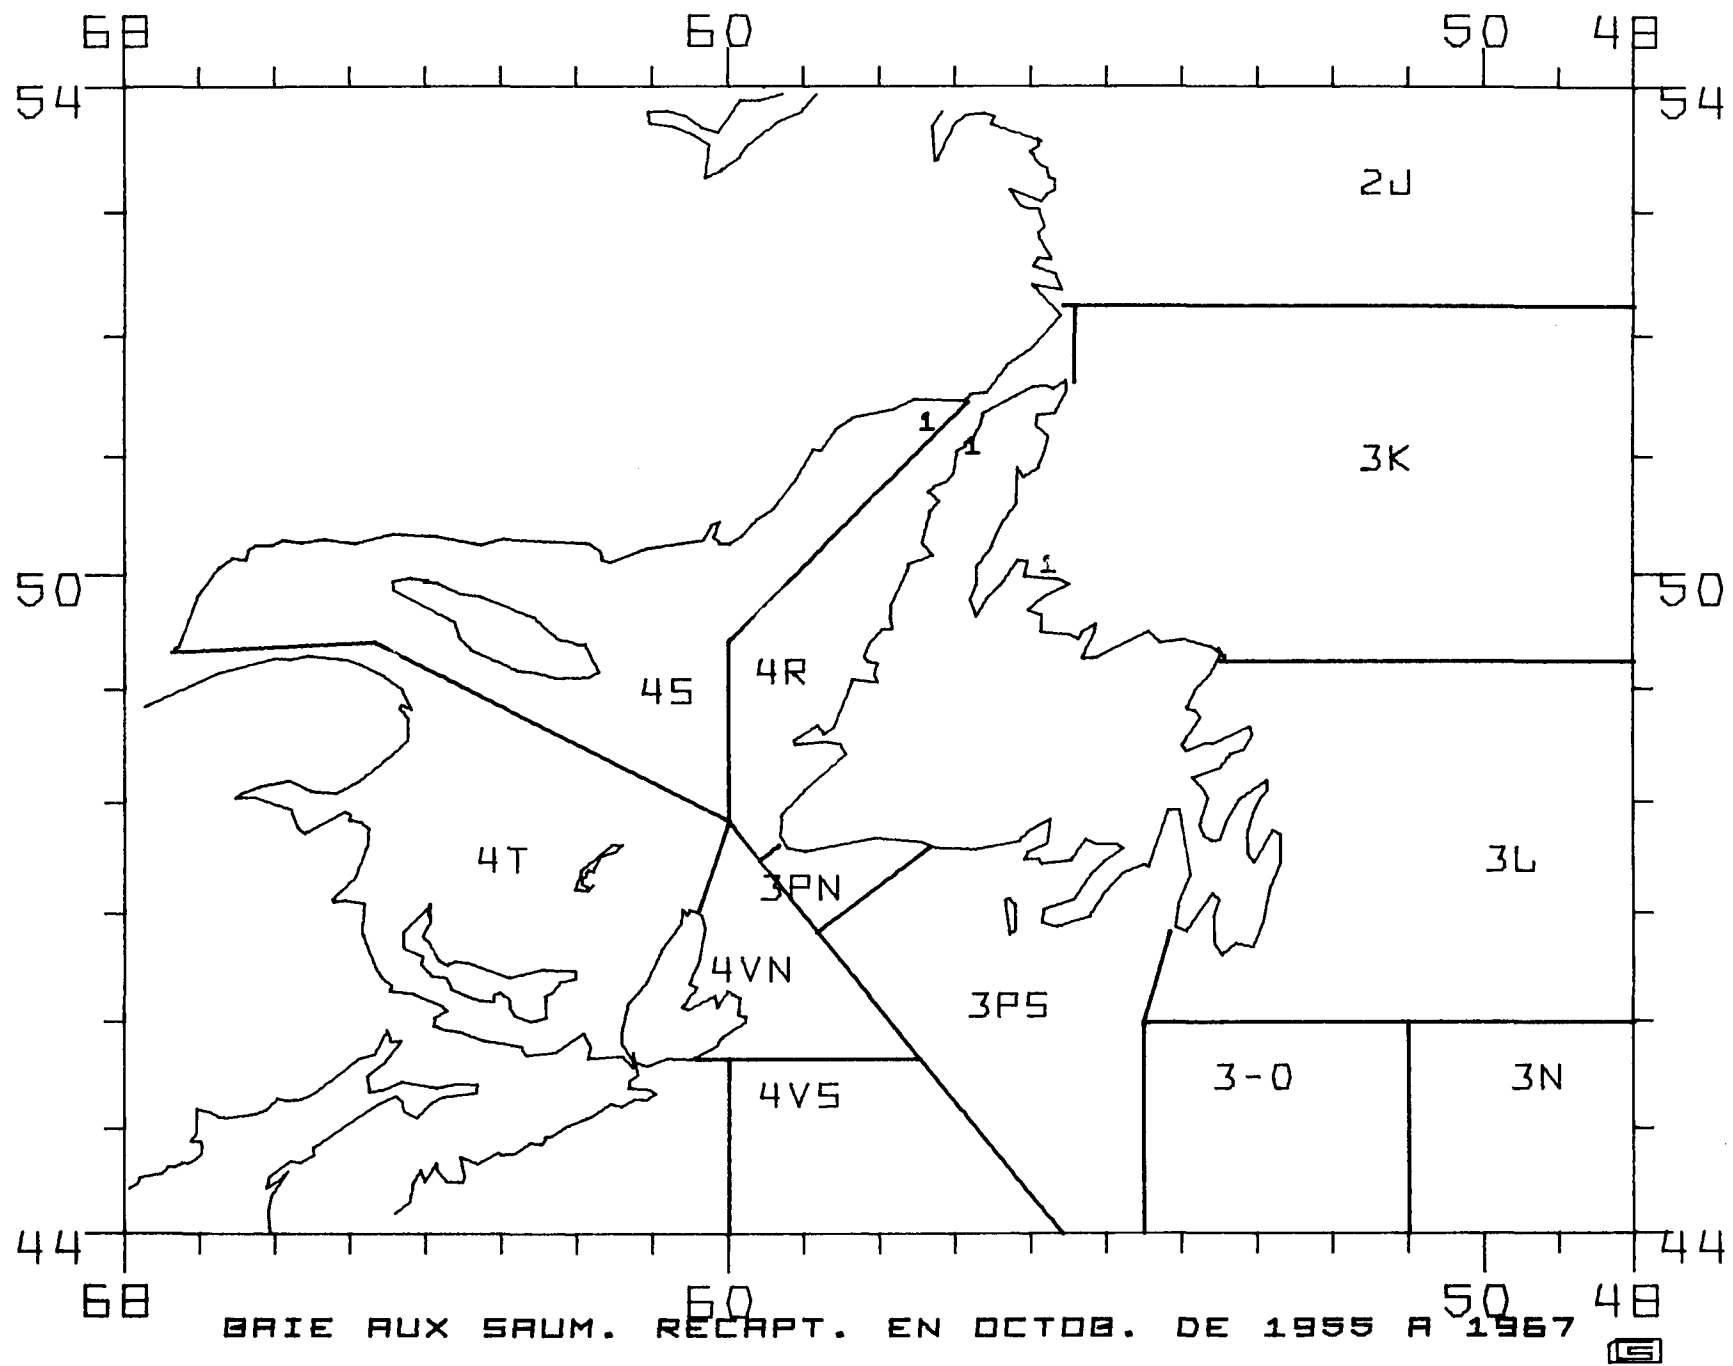 68 60 50 48
54 54
2J
1
1
3K
1
50 50
4R
4S
4T
3L
3PN
4VN
3PS
3-O 3N
4VS
44 44
68 60 50 48
BAIE AUX SAUM. RECAPT. EN OCTOB. DE 1955 A 1967